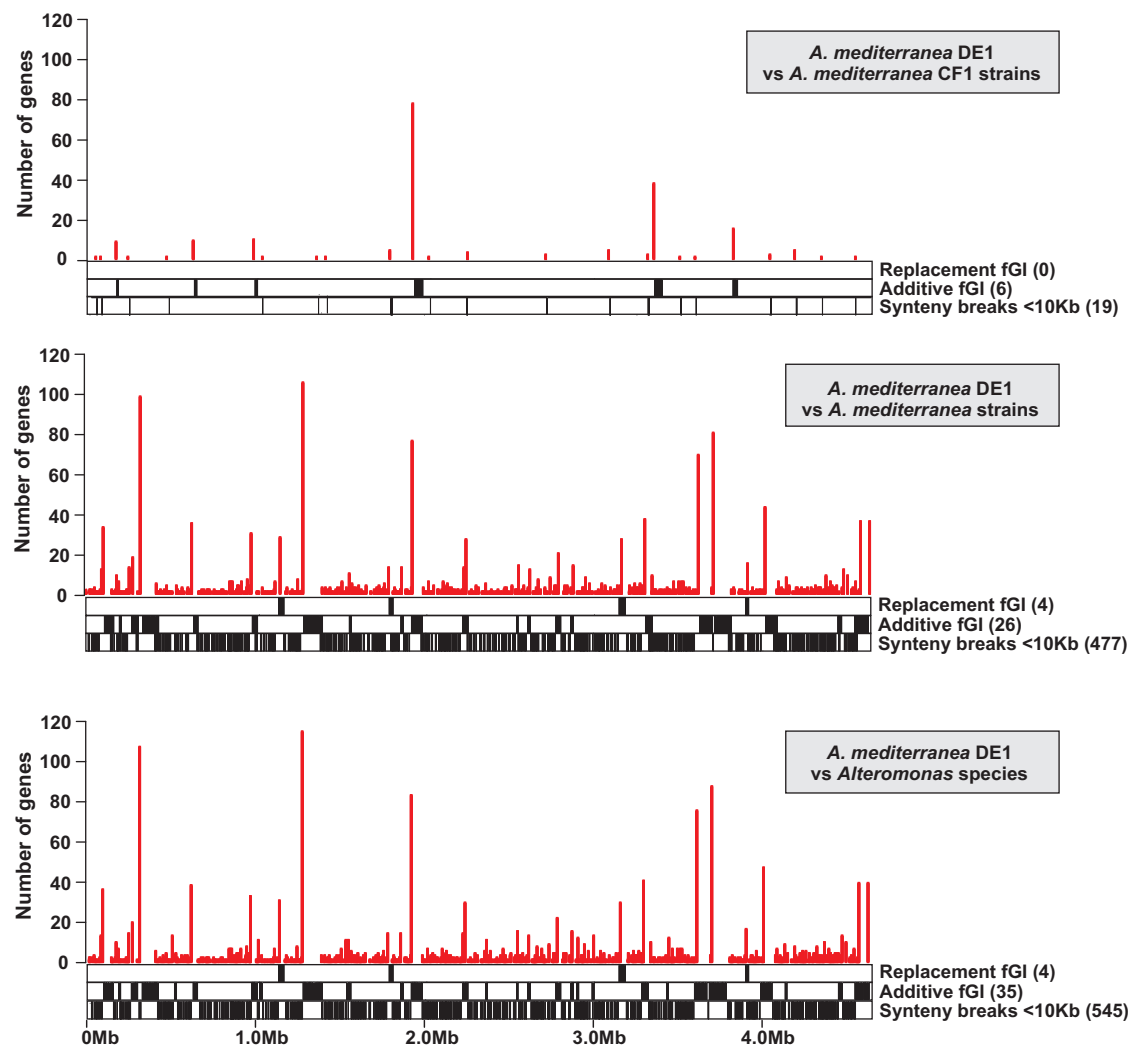 120
100
80
60
40
20
0
Number of genes
A. mediterranea DE1
vs A. mediterranea CF1 strains
Replacement fGI (0)
Additive fGI (6)
Synteny breaks <10Kb (19)
120
100
80
60
40
20
0
Number of genes
A. mediterranea DE1
vs A. mediterranea strains
Replacement fGI (4)
Additive fGI (26)
Synteny breaks <10Kb (477)
120
100
80
60
40
20
0
Number of genes
A. mediterranea DE1
vs Alteromonas species
Replacement fGI (4)
Additive fGI (35)
Synteny breaks <10Kb (545)
0Mb 1.0Mb 2.0Mb 3.0Mb 4.0Mb